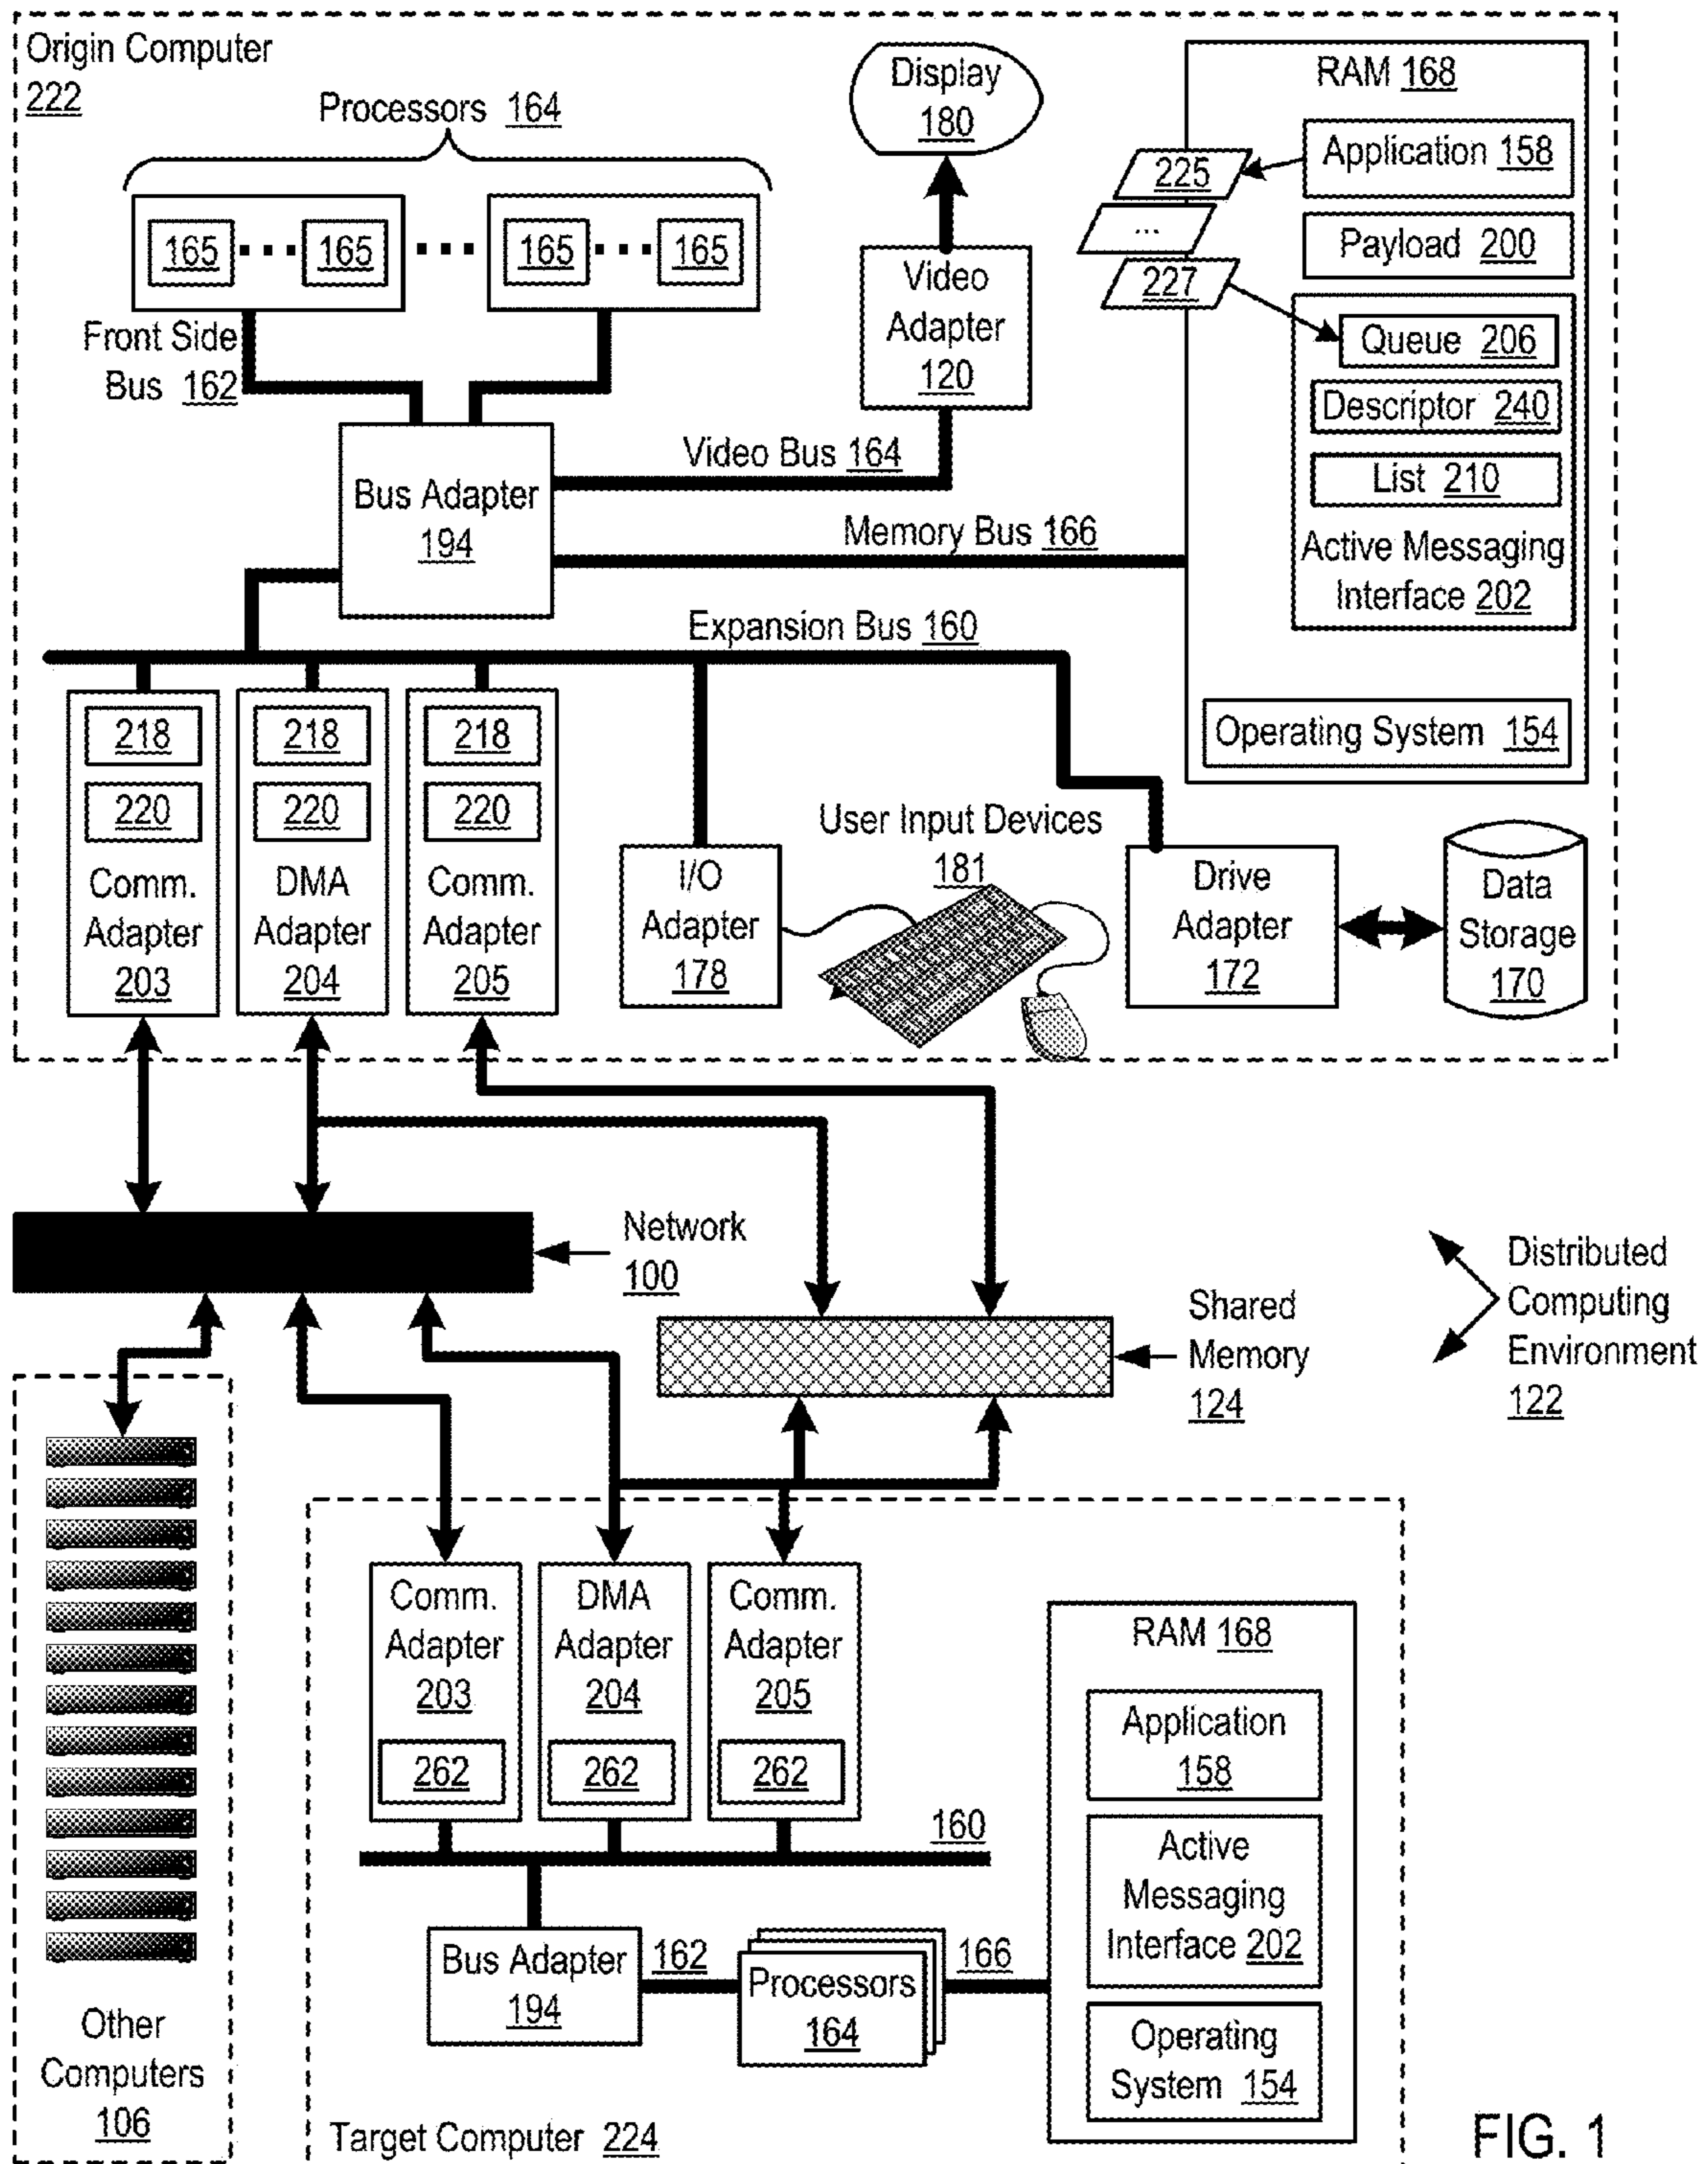 Origin Computer
222
Processors 164
165 ... 165 ... 165 ... 165
Front Side
Bus 162
Display
180
Video
Adapter
120
RAM 168
225
...
227
Application 158
Payload 200
Queue 206
Descriptor 240
List 210
Active Messaging
Interface 202
Operating System 154
Bus Adapter
194
Video Bus 164
Memory Bus 166
Expansion Bus 160
218
220
Comm.
Adapter
203
218
220
DMA
Adapter
204
218
220
Comm.
Adapter
205
I/O
Adapter
178
User Input Devices
181
Drive
Adapter
172
Data
Storage
170
Network
100
Shared
Memory
124
Distributed
Computing
Environment
122
Other
Computers
106
Comm.
Adapter
203
262
DMA
Adapter
204
262
Comm.
Adapter
205
262
160
Bus Adapter
194
162
Processors
164
166
RAM 168
Application
158
Active
Messaging
Interface 202
Operating
System 154
Target Computer 224
FIG. 1